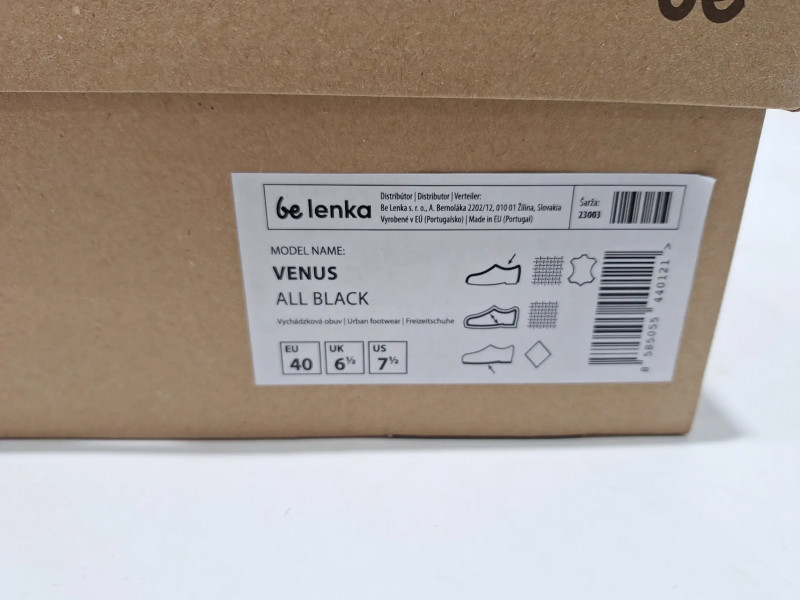 be
be lenka
Distribútor | Distributor | Verteiler:
Be Lenka s. r. o., A. Bernoláka 2202/12, 010 01 Žilina, Slovakia
Vyrobené v EÚ (Portugalsko) | Made in EU (Portugal)
Šarža:
23003
MODEL NAME:
VENUS
ALL BLACK
Vychádzková obuv | Urban footwear | Freizeitschuhe
EU
40
UK
6½
US
7½
8 585055 440121 >